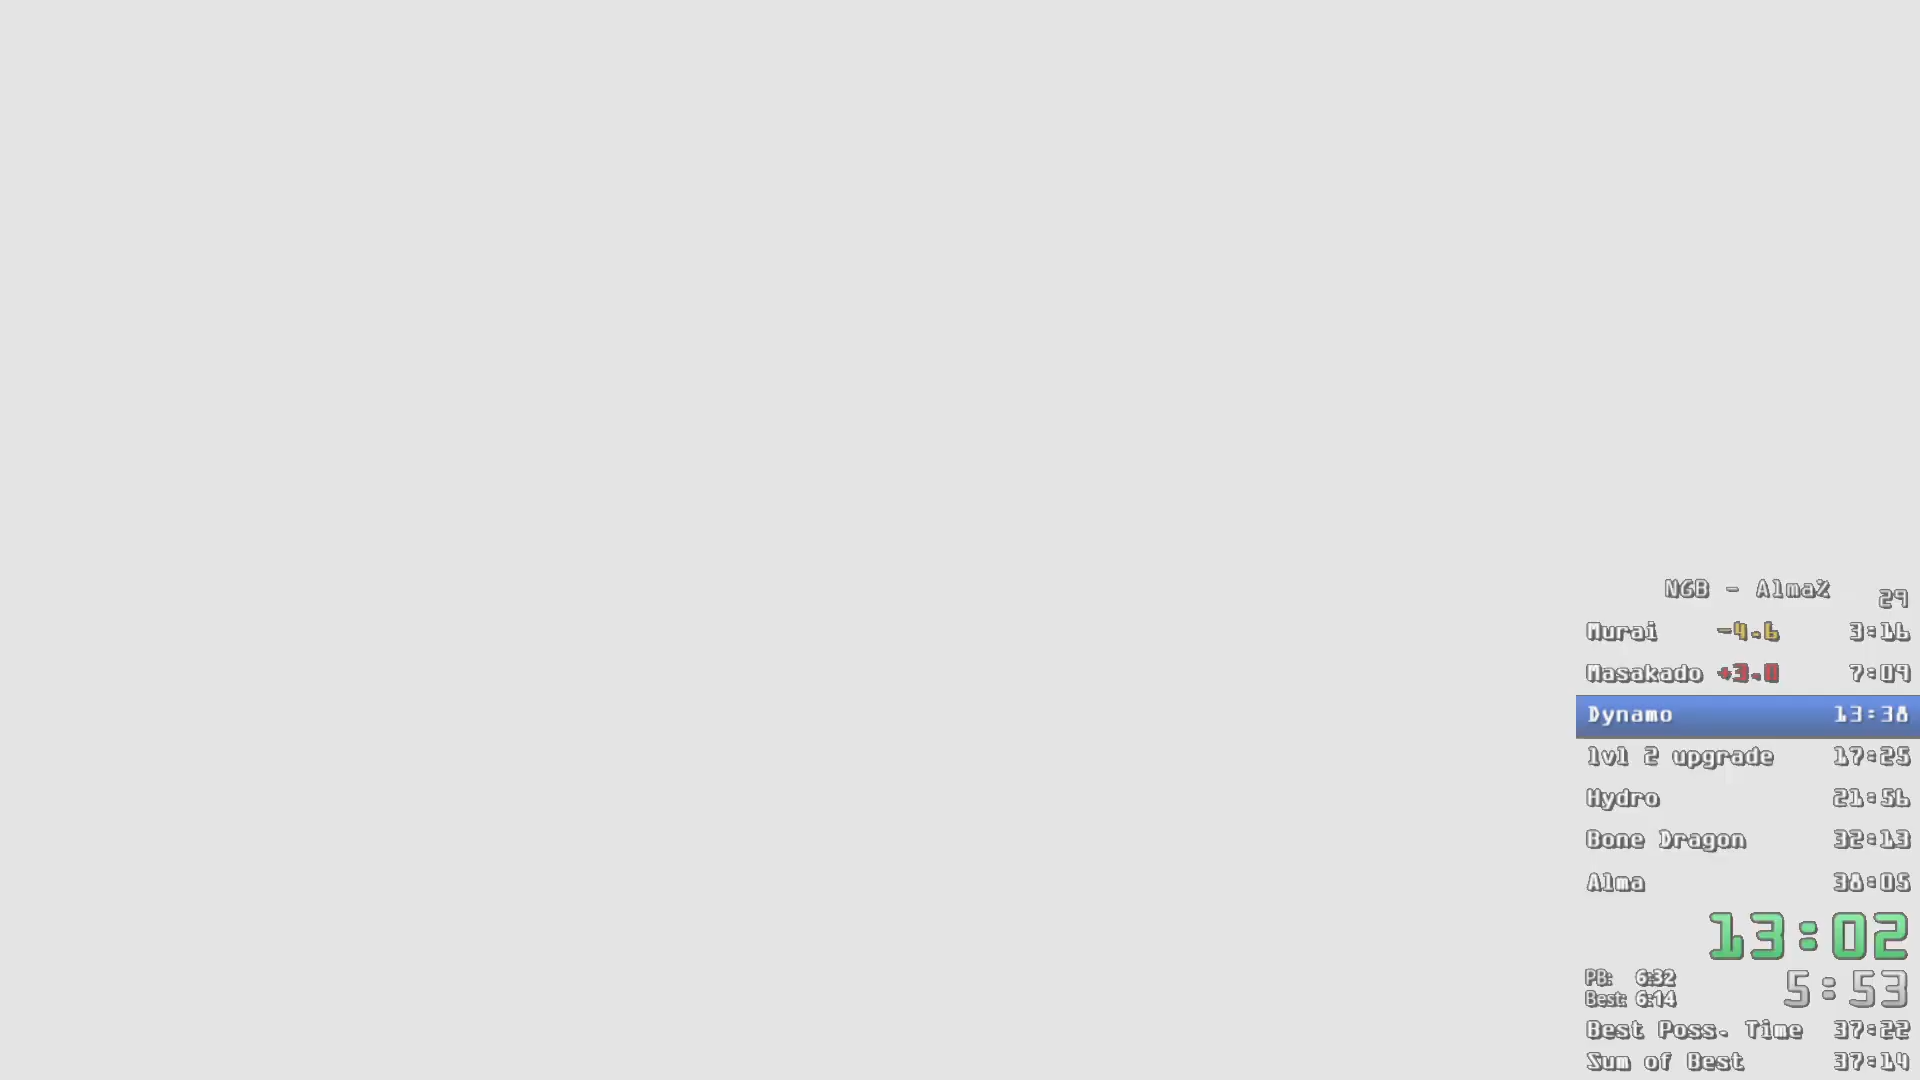 NGB - Alma%
29
Murai -4.6 3:16
Masakado +3.0 7:09
Dynamo 13:38
lvl 2 upgrade 17:25
Hydro 21:56
Bone Dragon 32:13
Alma 38:05
13:02
PB: 6:32
5:53
Best: 6:14
Best Poss. Time 37:22
Sum of Best 37:14